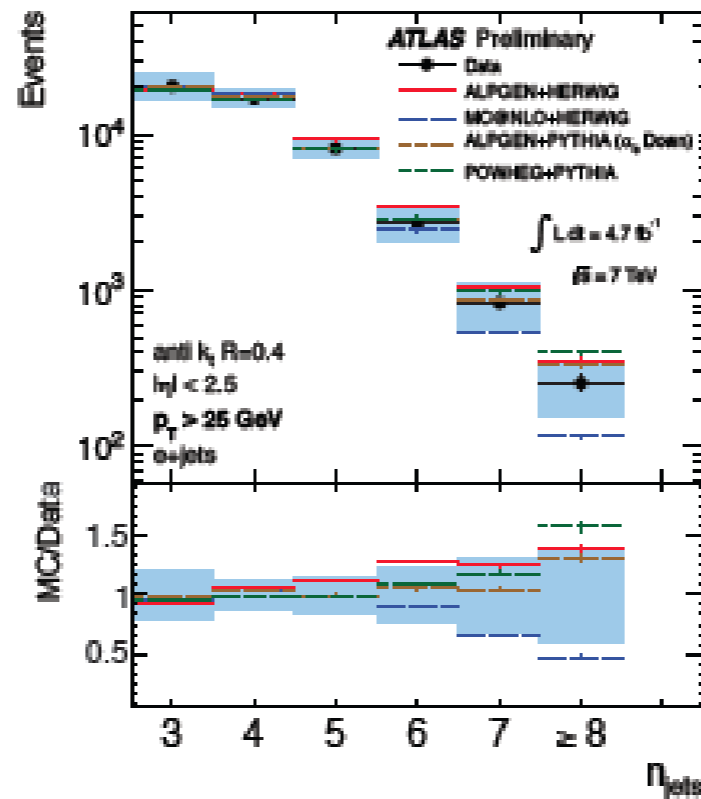 Events
ATLAS Preliminary
Data
ALPGEN+HERWIG
MC@NLO+HERWIG
ALPGEN+PYTHIA (αs Down)
POWHEG+PYTHIA
∫ L dt = 4.7 fb⁻¹
√s = 7 TeV
10⁴
10³
10²
anti kt R=0.4
|η| < 2.5
pT > 25 GeV
e+jets
MC/Data
1.5
1
0.5
3 4 5 6 7 ≥ 8
njets